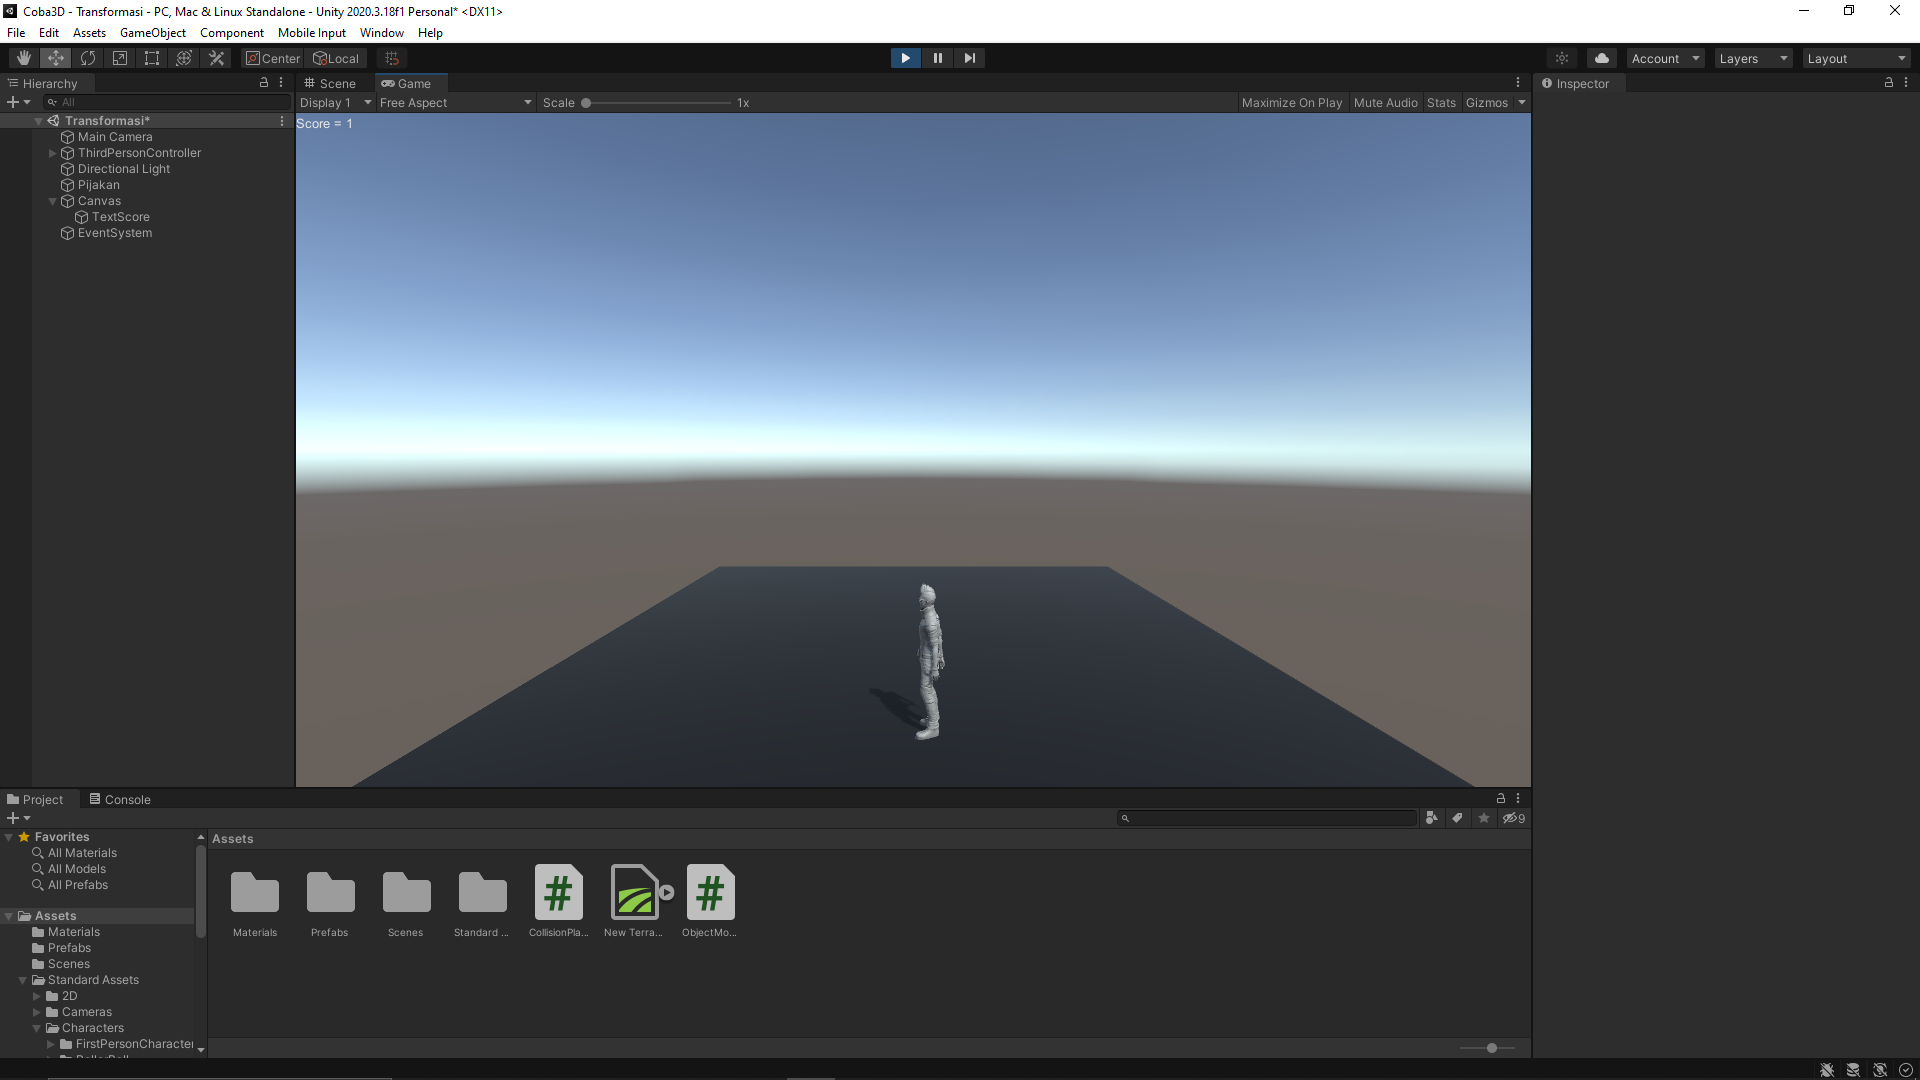 Coba3D - Transformasi - PC, Mac & Linux Standalone - Unity 2020.3.18f1 Personal* <DX11>
File Edit Assets GameObject Component Mobile Input Window Help
Center Local Account Layers Layout
Hierarchy
Scene Game
Inspector
All
Display 1 Free Aspect Scale 1x Maximize On Play Mute Audio Stats Gizmos
Transformasi*
Main Camera
ThirdPersonController
Directional Light
Pijakan
Canvas
TextScore
EventSystem
Score = 1
Project Console
9
Favorites
All Materials
All Models
All Prefabs
Assets
Materials
Prefabs
Scenes
Standard Assets
2D
Cameras
Characters
FirstPersonCharacter
Assets
Materials Prefabs Scenes Standard ... CollisionPla... New Terra... ObjectMo...